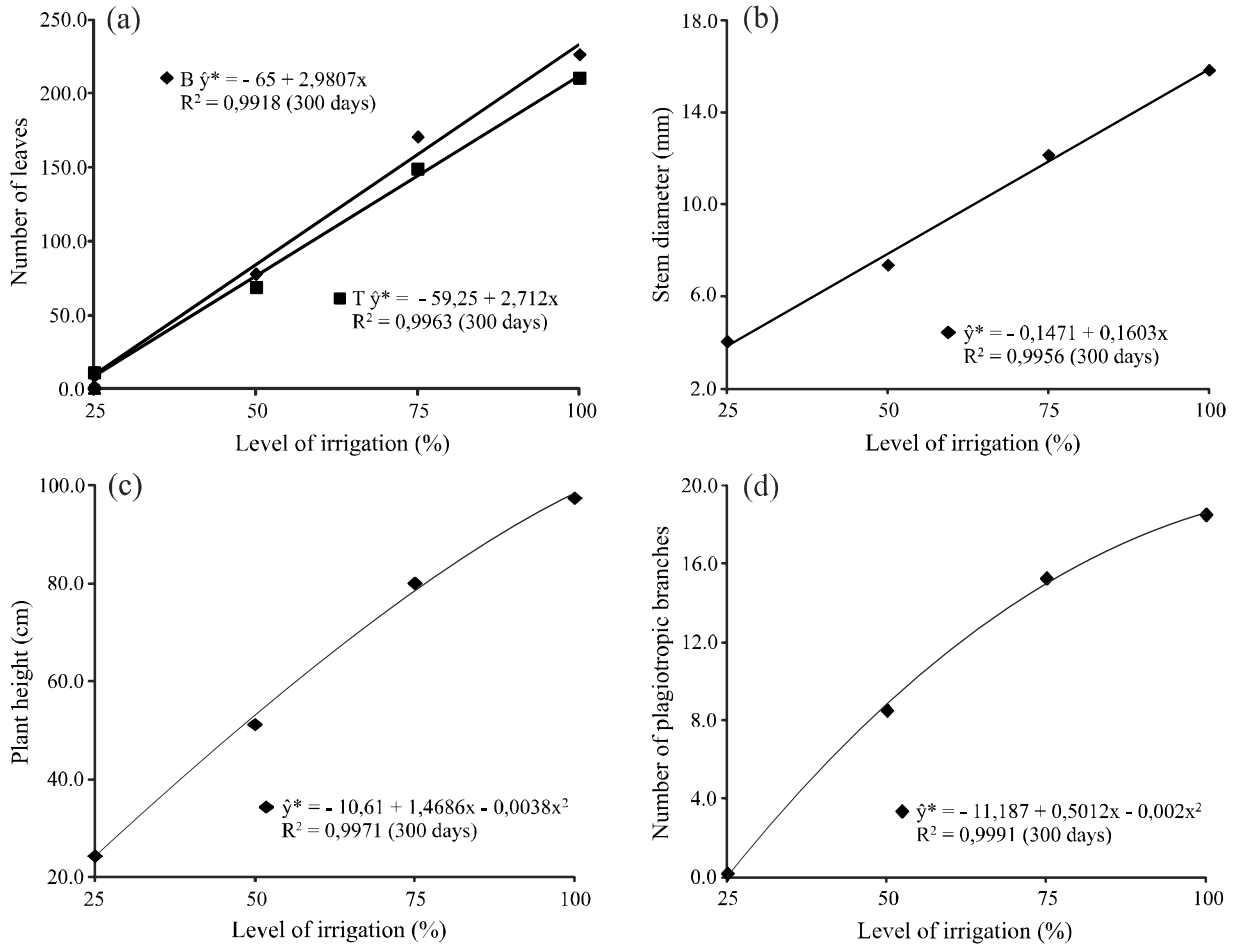 (a)
250.0
200.0
150.0
100.0
50.0
0.0
Number of leaves
B ŷ* = - 65 + 2,9807x
R² = 0,9918 (300 days)
T ŷ* = - 59,25 + 2,712x
R² = 0,9963 (300 days)
25 50 75 100
Level of irrigation (%)
(b)
18.0
14.0
10.0
6.0
2.0
Stem diameter (mm)
ŷ* = - 0,1471 + 0,1603x
R² = 0,9956 (300 days)
25 50 75 100
Level of irrigation (%)
(c)
100.0
80.0
60.0
40.0
20.0
Plant height (cm)
ŷ* = - 10,61 + 1,4686x - 0,0038x²
R² = 0,9971 (300 days)
25 50 75 100
Level of irrigation (%)
(d)
20.0
16.0
12.0
8.0
4.0
0.0
Number of plagiotropic branches
ŷ* = - 11,187 + 0,5012x - 0,002x²
R² = 0,9991 (300 days)
25 50 75 100
Level of irrigation (%)